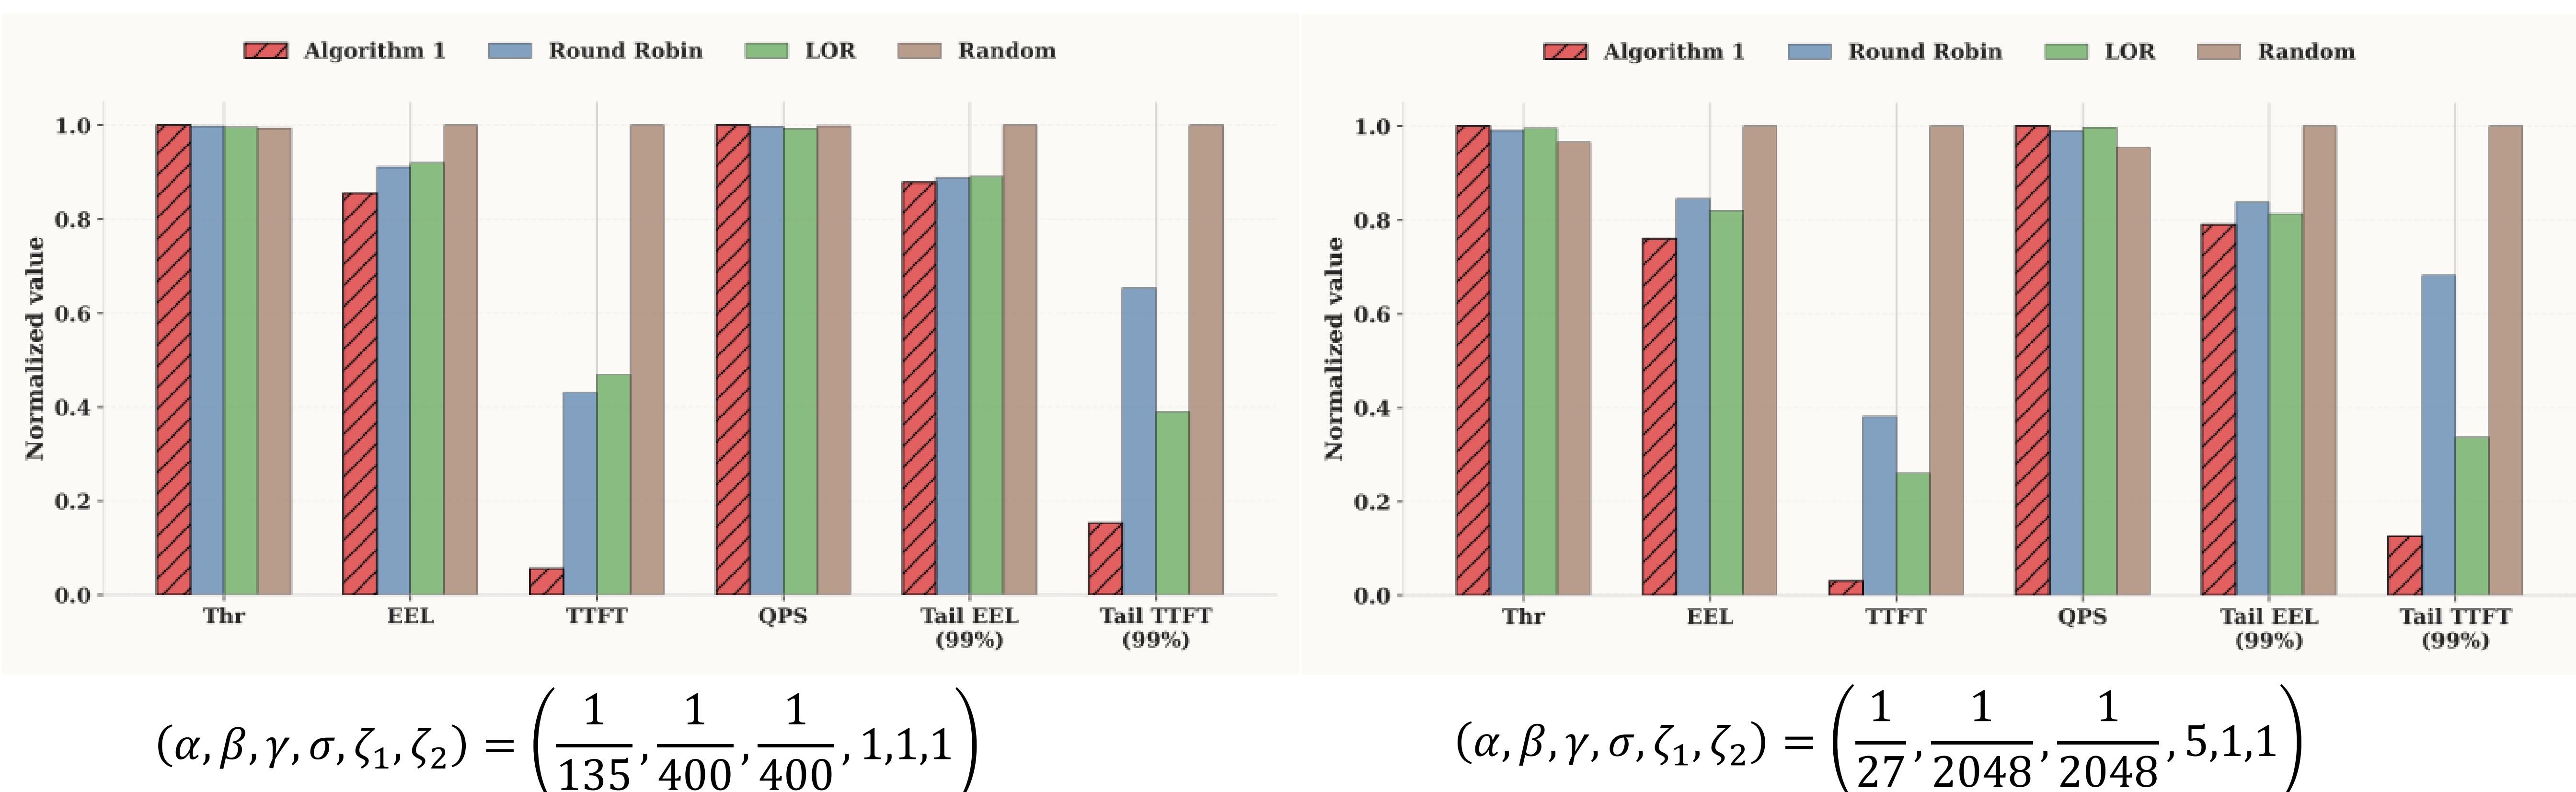 Algorithm 1 Round Robin LOR Random
Normalized value
1.0
0.8
0.6
0.4
0.2
0.0
Thr EEL TTFT QPS Tail EEL (99%) Tail TTFT (99%)
(α, β, γ, σ, ζ₁, ζ₂) = (1/135, 1/400, 1/400, 1,1,1)
Algorithm 1 Round Robin LOR Random
Normalized value
1.0
0.8
0.6
0.4
0.2
0.0
Thr EEL TTFT QPS Tail EEL (99%) Tail TTFT (99%)
(α, β, γ, σ, ζ₁, ζ₂) = (1/27, 1/2048, 1/2048, 5,1,1)